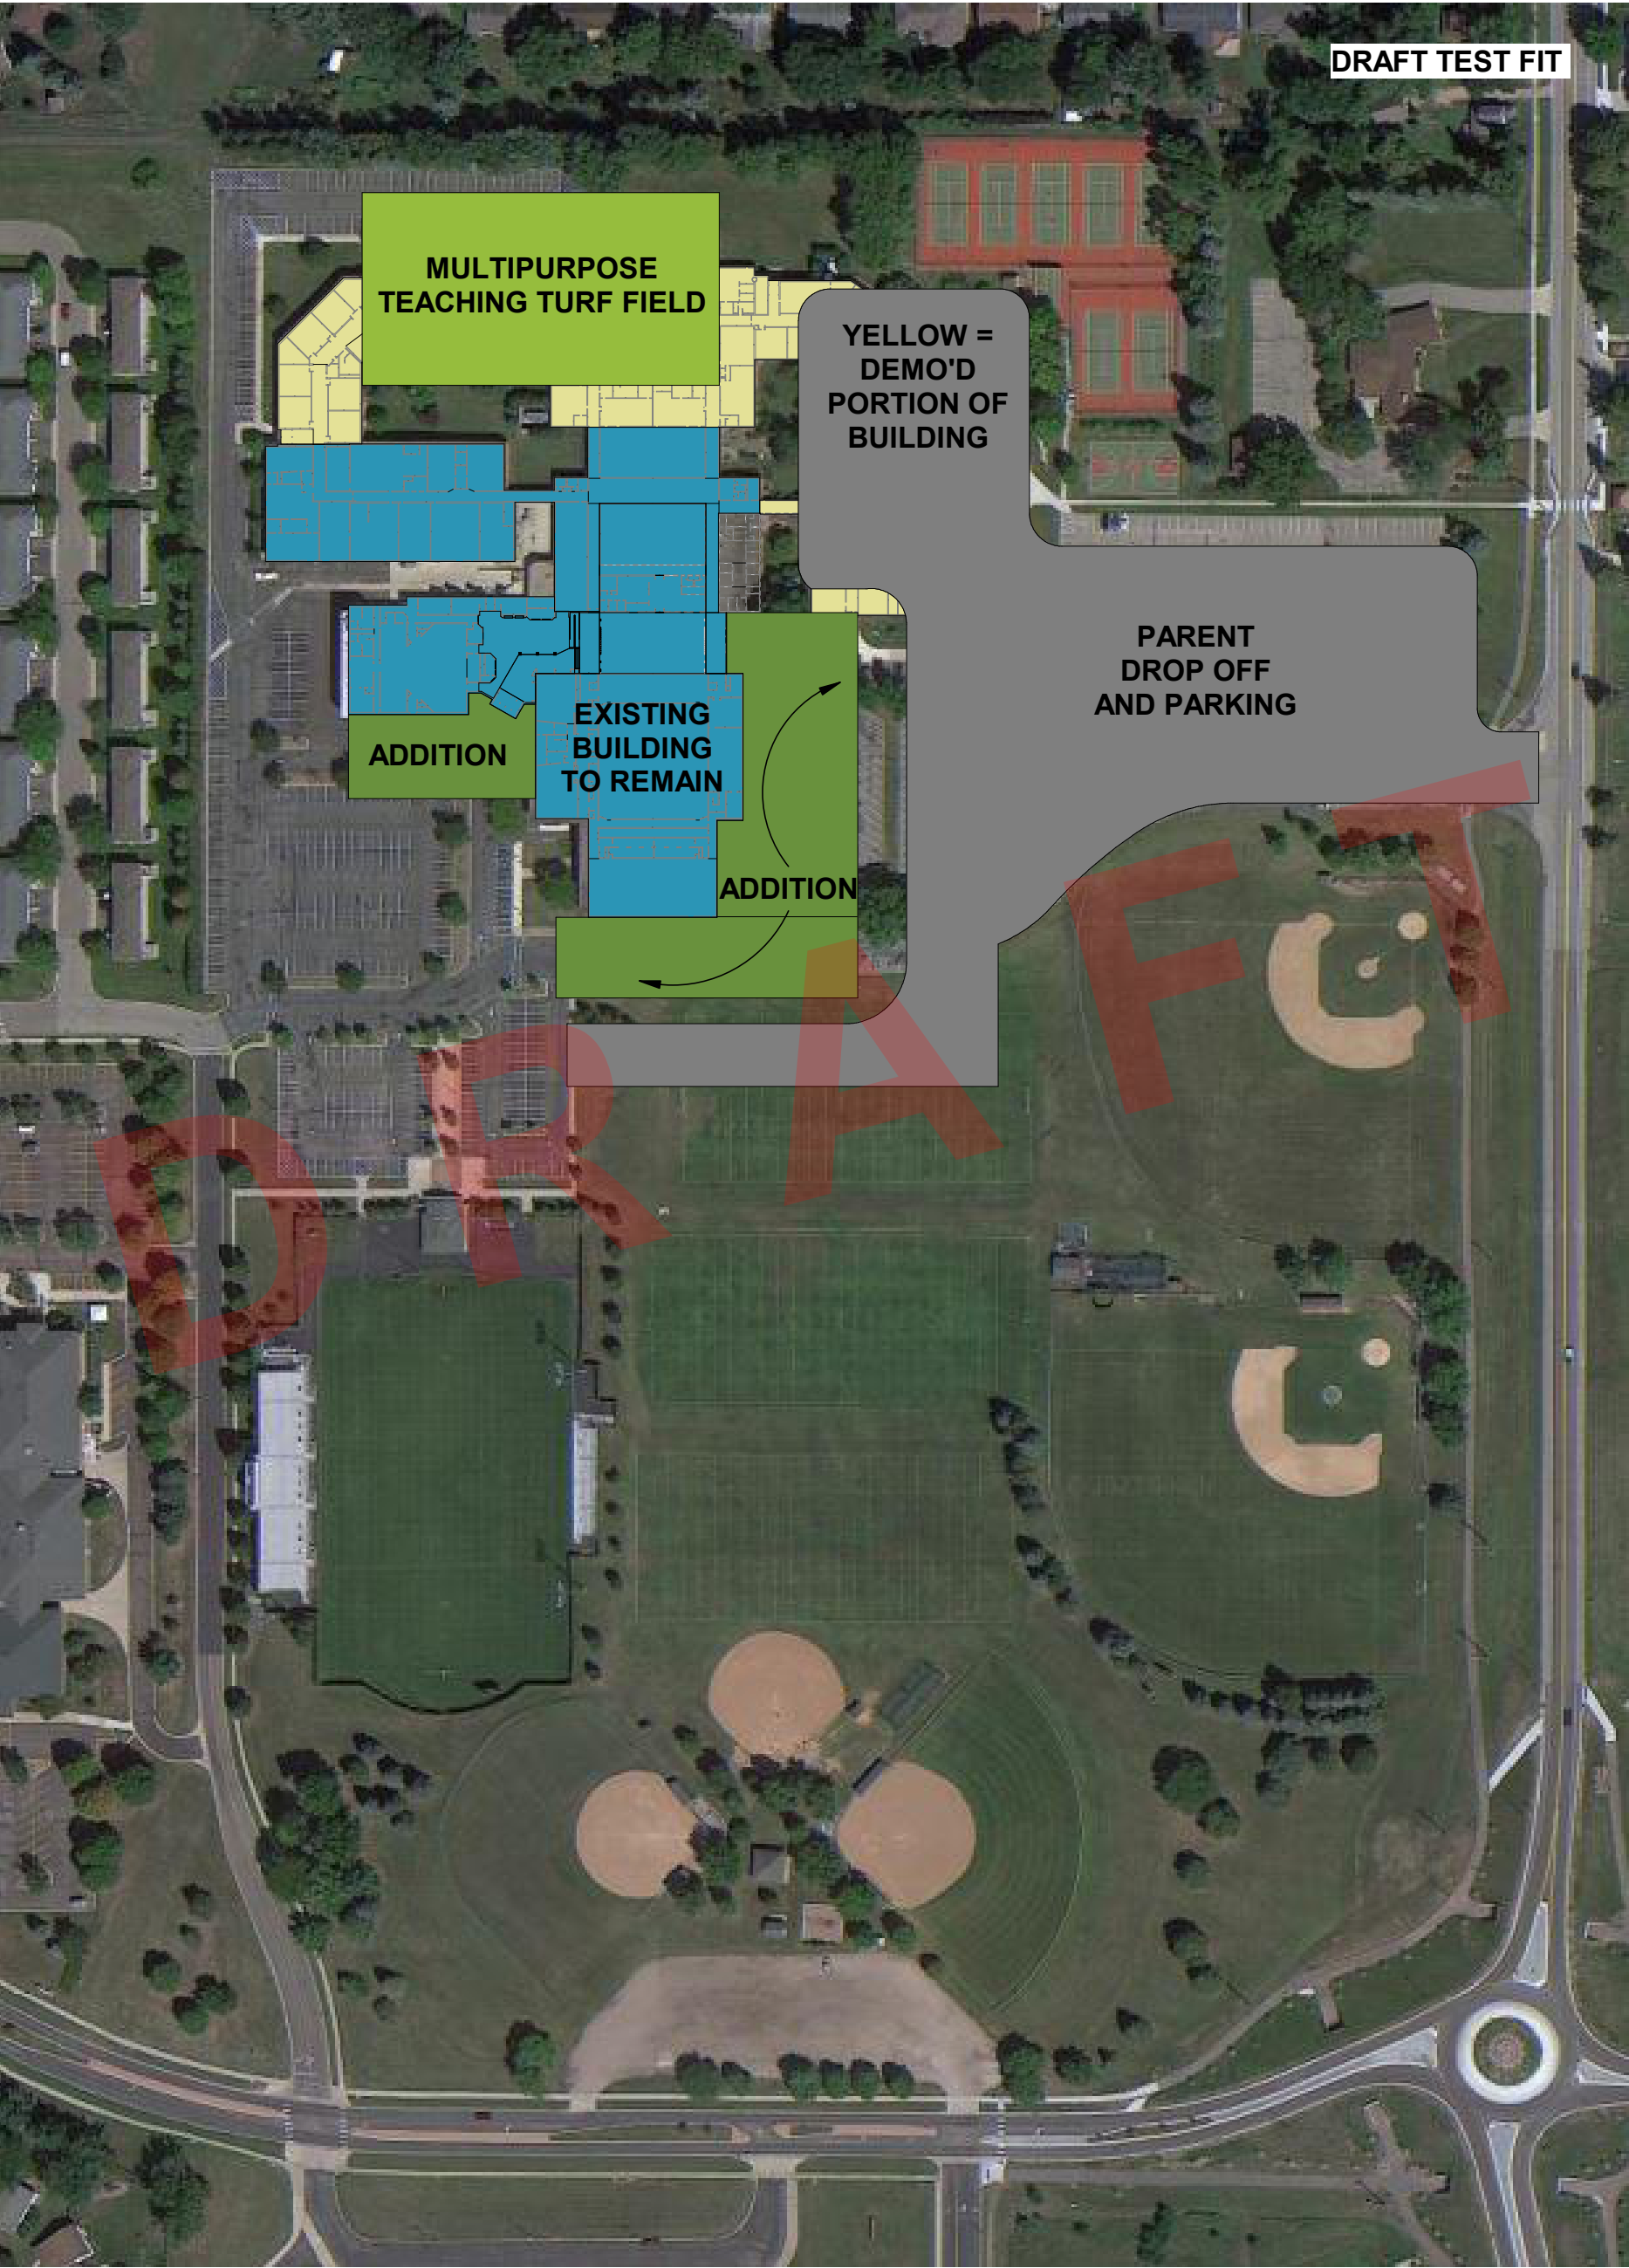 DRAFT TEST FIT
MULTIPURPOSE
TEACHING TURF FIELD
YELLOW =
DEMO'D
PORTION OF
BUILDING
PARENT
DROP OFF
AND PARKING
EXISTING
BUILDING
TO REMAIN
ADDITION
ADDITION
DRAFT